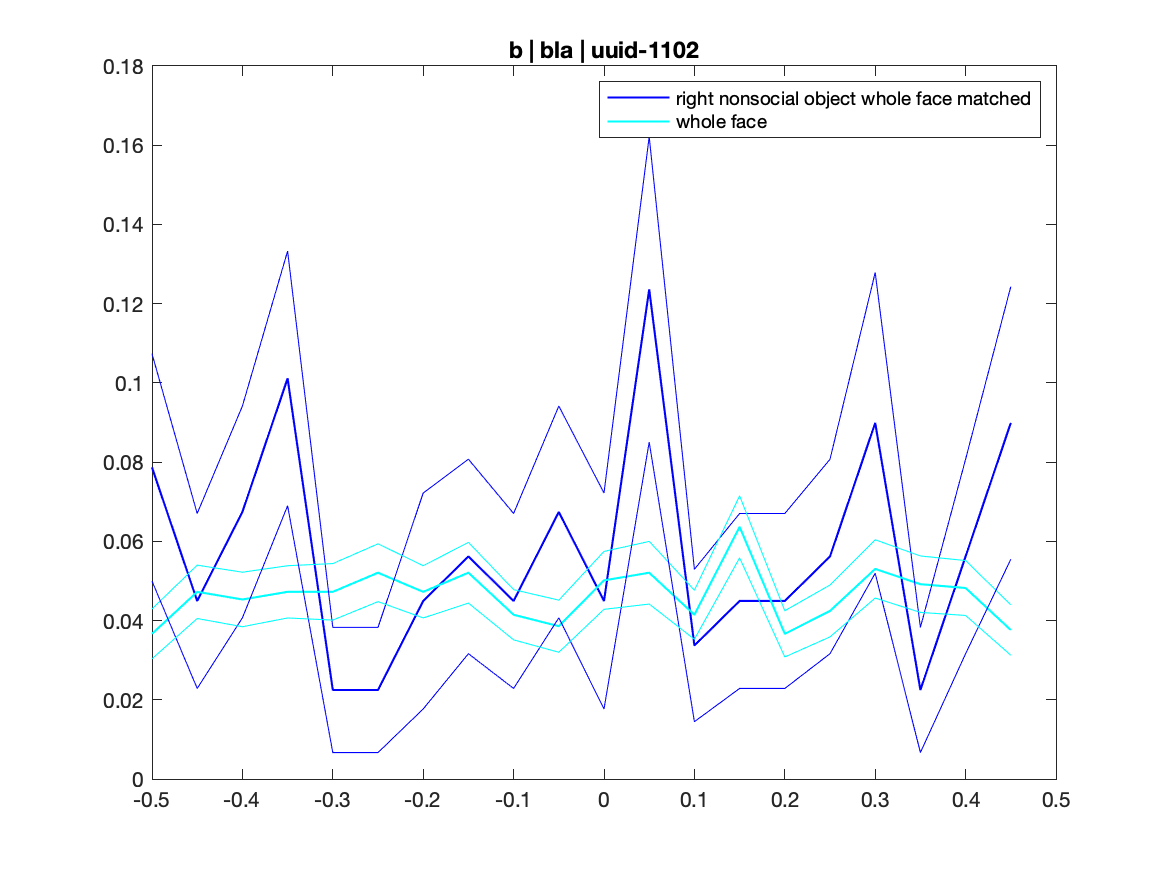 b | bla | uuid-1102
right nonsocial object whole face matched
whole face
0.18
0.16
0.14
0.12
0.1
0.08
0.06
0.04
0.02
0
-0.5 -0.4 -0.3 -0.2 -0.1 0 0.1 0.2 0.3 0.4 0.5